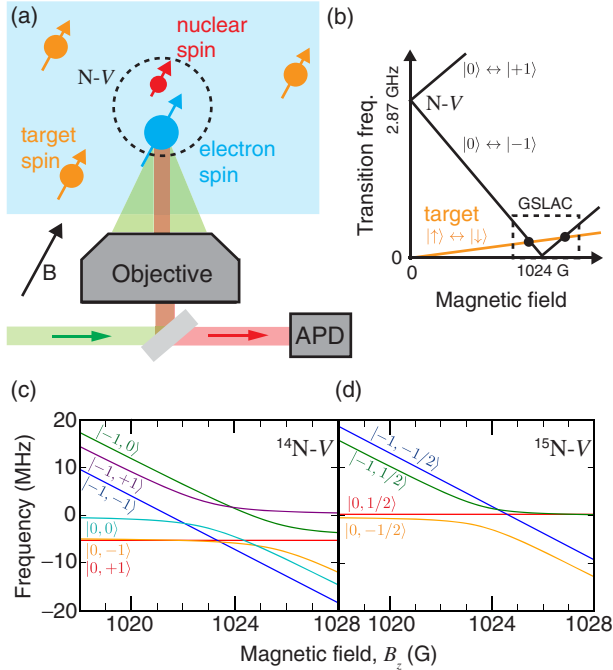 (a)
nuclear
spin
N-V
target
spin
electron
spin
B
Objective
APD
(b)
Transition freq.
2.87 GHz
|0⟩ ↔ |+1⟩
N-V
|0⟩ ↔ |−1⟩
target
|↑⟩ ↔ |↓⟩
GSLAC
0
0
1024 G
Magnetic field
(c)
Frequency (MHz)
20
10
0
−10
−20
¹⁴N-V
|−1, 0⟩
|−1, +1⟩
|−1, −1⟩
|0, 0⟩
|0, −1⟩
|0, +1⟩
1020
1024
1028
(d)
¹⁵N-V
|−1, −1/2⟩
|−1, 1/2⟩
|0, 1/2⟩
|0, −1/2⟩
1020
1024
1028
Magnetic field, B_z (G)